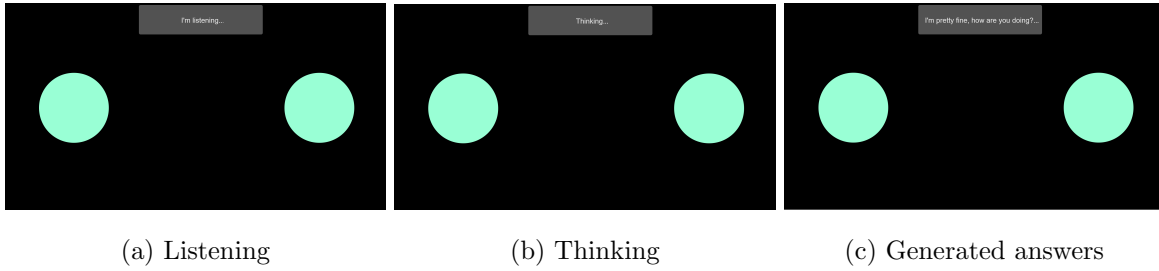 I'm listening...
Thinking...
I'm pretty fine, how are you doing?...
(a) Listening
(b) Thinking
(c) Generated answers